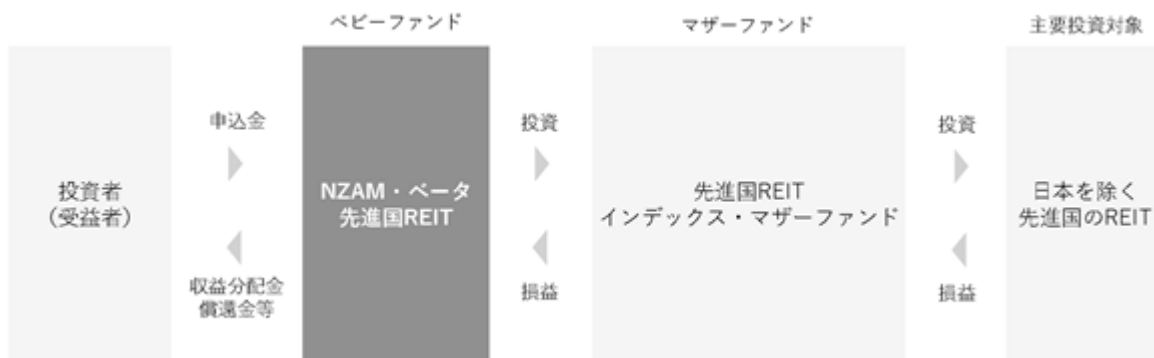 ベビーファンド
マザーファンド
主要投資対象
投資者
（受益者）
申込金
収益分配金
償還金等
NZAM・ベータ
先進国REIT
投資
損益
先進国REIT
インデックス・マザーファンド
投資
損益
日本を除く
先進国のREIT